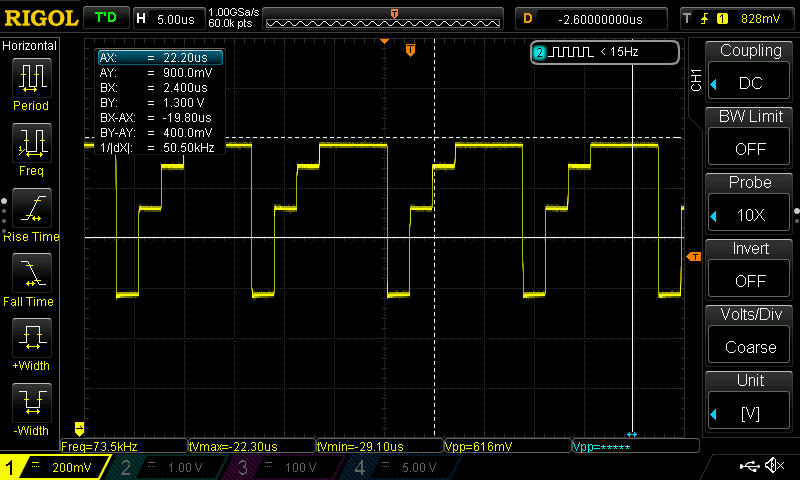 RIGOL T'D H 5.00us 1.00GSa/s 60.0k pts T D -2.60000000us T 1 828mV
Horizontal
Period
Freq
Rise Time
Fall Time
+Width
-Width
AX: = 22.20us
AY: = 900.0mV
BX: = 2.400us
BY: = 1.300 V
BX-AX: = -19.80us
BY-AY: = 400.0mV
1/|dX|: = 50.50kHz
T
2 < 15Hz
T
CH1
Coupling
DC
BW Limit
OFF
Probe
10X
Invert
OFF
Volts/Div
Coarse
Unit
[V]
Freq=73.5kHz tVmax=-22.30us tVmin=-29.10us Vpp=616mV Vpp=*****
1 = 200mV 2 = 1.00 V 3 = 100 V 4 = 5.00 V